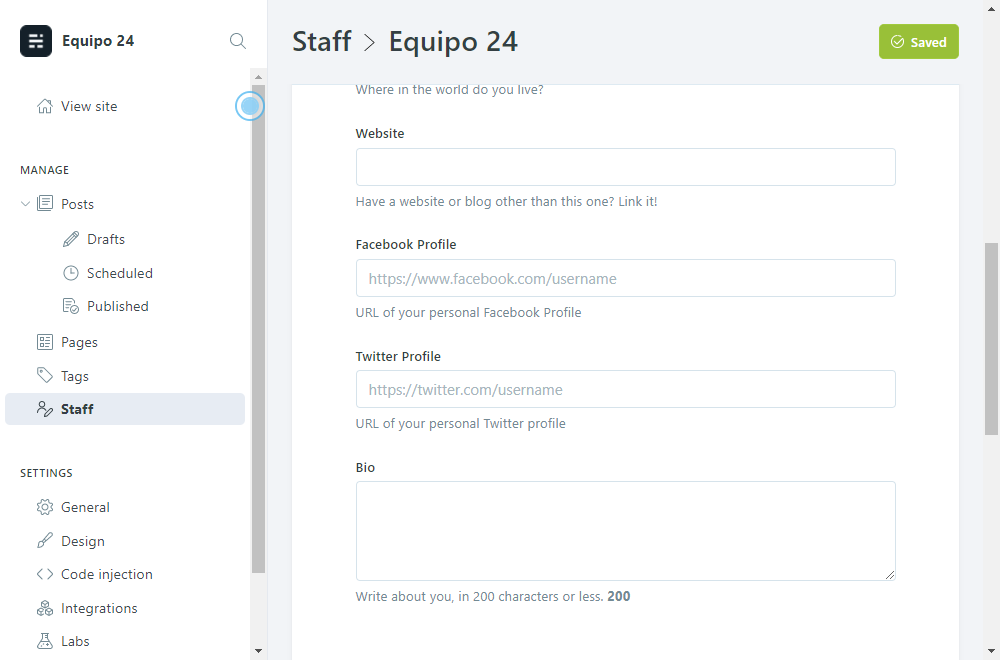 Equipo 24
View site
MANAGE
Posts
Drafts
Scheduled
Published
Pages
Tags
Staff
SETTINGS
General
Design
Code injection
Integrations
Labs
Staff > Equipo 24
Saved
Where in the world do you live?
Website
Have a website or blog other than this one? Link it!
Facebook Profile
https://www.facebook.com/username
URL of your personal Facebook Profile
Twitter Profile
https://twitter.com/username
URL of your personal Twitter profile
Bio
Write about you, in 200 characters or less. 200